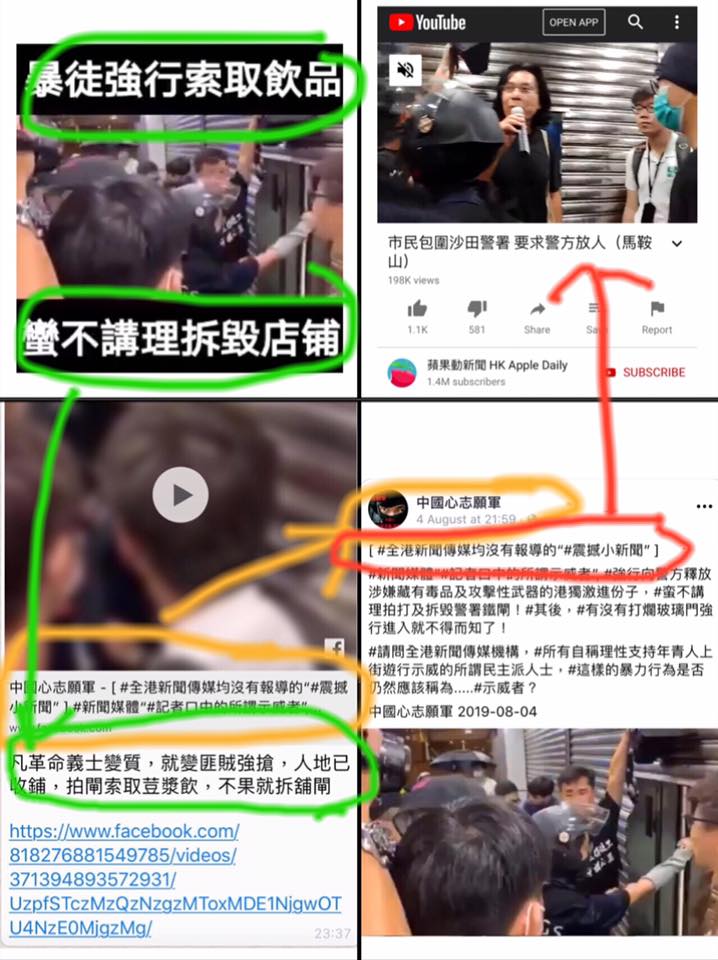 暴徒強行索取飲品
蠻不講理拆毀店铺
YouTube
OPEN APP
市民包圍沙田警署 要求警方放人（馬鞍
山）
198K views
1.1K
581
Share
Report
蘋果動新聞 HK Apple Daily
1.4M subscribers
SUBSCRIBE
中國心志願軍 - [ #全港新聞傳媒均沒有報導的“#震撼
小新聞” ] #新聞媒體“#記者口中的所謂示威者”...
凡革命義士變質，就變匪賊強搶，人地已
收鋪，拍閘索取荳漿飲，不果就拆舖閘
https://www.facebook.com/
818276881549785/videos/
371394893572931/
UzpfSTczMzQzNzgzMToxMDE1NjgwOT
U4NzE0MjgzMg/
23:37
中國心志願軍
4 August at 21:59
[ #全港新聞傳媒均沒有報導的“#震撼小新聞” ]
#新聞媒體“#記者口中的所謂示威者”#強行向警方釋放
涉嫌藏有毒品及攻擊性武器的港獨激進份子，#蠻不講
理拍打及拆毀警署鐵閘！#其後，#有沒有打爛玻璃門強
行進入就不得而知了！
#請問全港新聞傳媒機構，#所有自稱理性支持年青人上
街遊行示威的所謂民主派人士，#這樣的暴力行為是否
仍然應該稱為.....#示威者？
中國心志願軍 2019-08-04